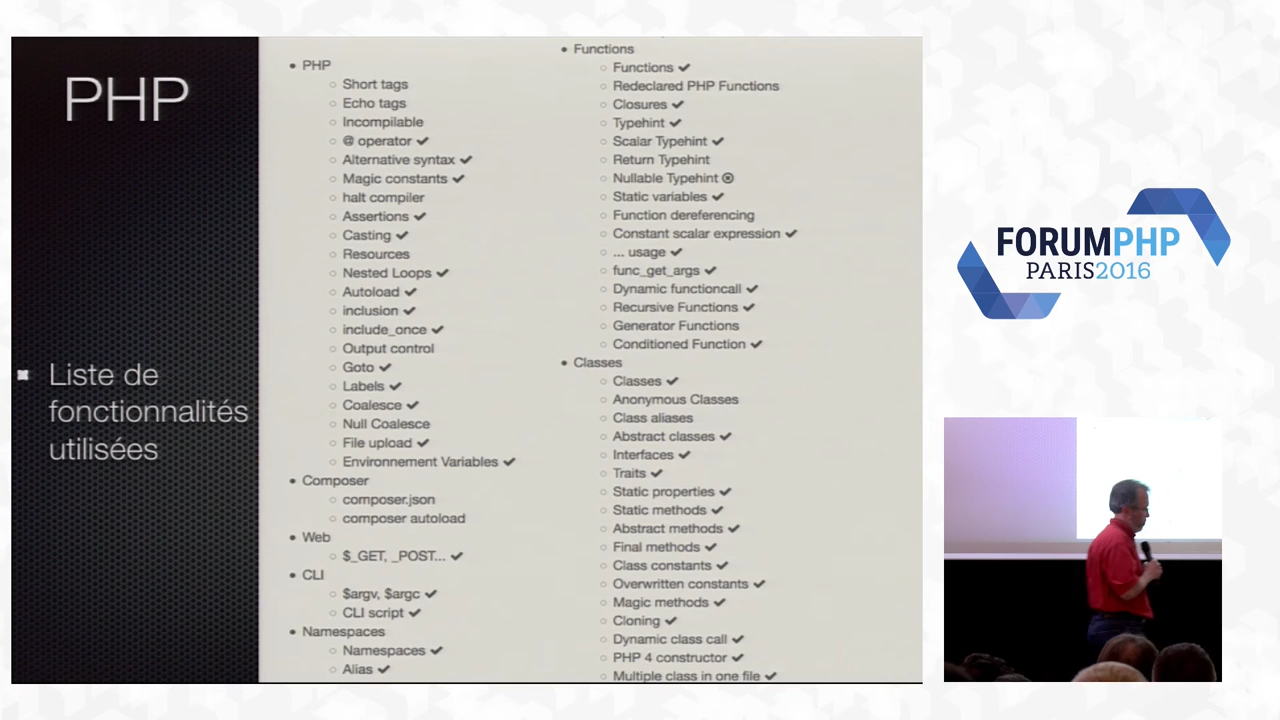 PHP
Liste de
fonctionnalités
utilisées
PHP
Short tags
Echo tags
Incompilable
@ operator ✔
Alternative syntax ✔
Magic constants ✔
halt compiler
Assertions ✔
Casting ✔
Resources
Nested Loops ✔
Autoload ✔
inclusion ✔
include_once ✔
Output control
Goto ✔
Labels ✔
Coalesce ✔
Null Coalesce
File upload ✔
Environnement Variables ✔
Composer
composer.json
composer autoload
Web
$_GET, _POST... ✔
CLI
$argv, $argc ✔
CLI script ✔
Namespaces
Namespaces ✔
Alias ✔
Functions
Functions ✔
Redeclared PHP Functions
Closures ✔
Typehint ✔
Scalar Typehint ✔
Return Typehint
Nullable Typehint ⊗
Static variables ✔
Function dereferencing
Constant scalar expression ✔
... usage ✔
func_get_args ✔
Dynamic functioncall ✔
Recursive Functions ✔
Generator Functions
Conditioned Function ✔
Classes
Classes ✔
Anonymous Classes
Class aliases
Abstract classes ✔
Interfaces ✔
Traits ✔
Static properties ✔
Static methods ✔
Abstract methods ✔
Final methods ✔
Class constants ✔
Overwritten constants ✔
Magic methods ✔
Cloning ✔
Dynamic class call ✔
PHP 4 constructor ✔
Multiple class in one file ✔
FORUMPHP
PARIS2016